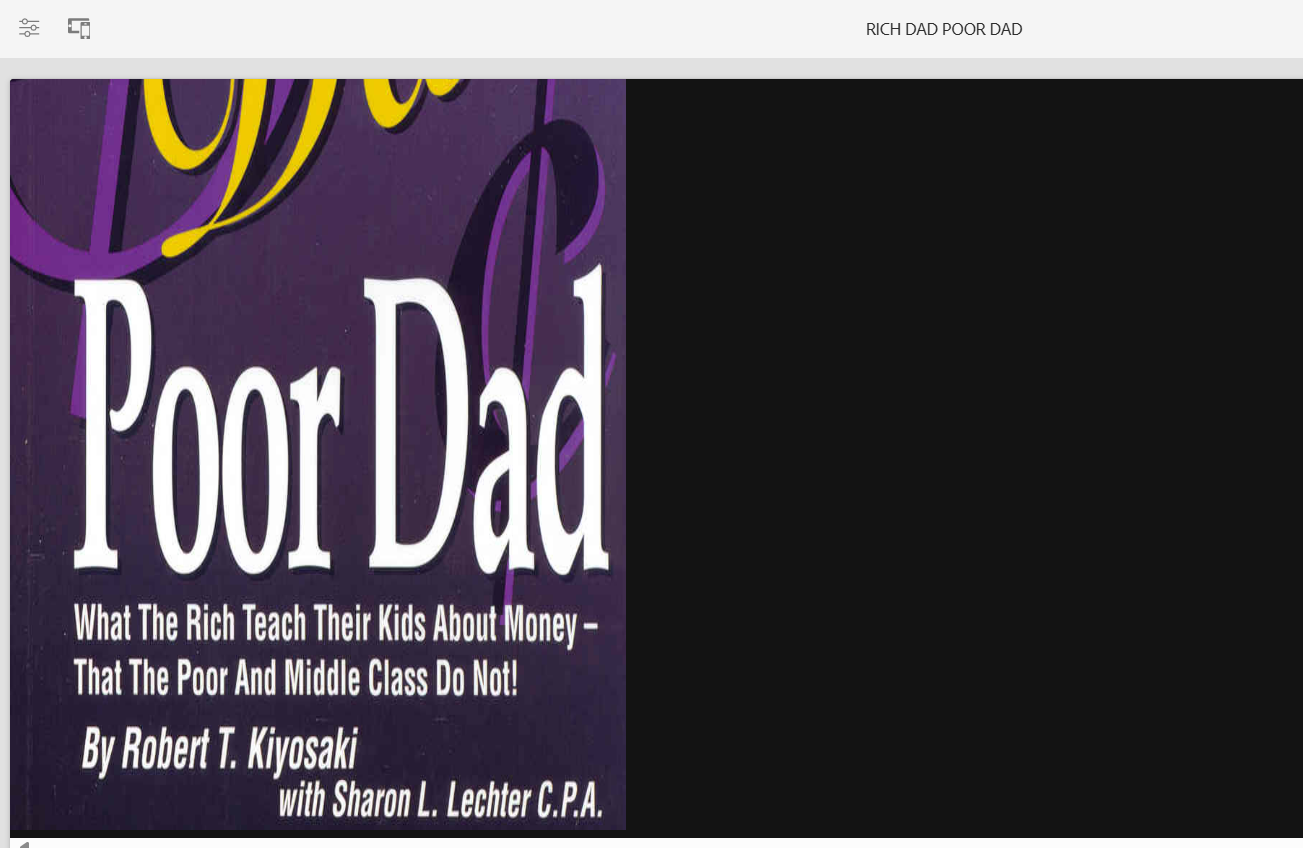 RICH DAD POOR DAD
Poor Dad
What The Rich Teach Their Kids About Money –
That The Poor And Middle Class Do Not!
By Robert T. Kiyosaki
with Sharon L. Lechter C.P.A.